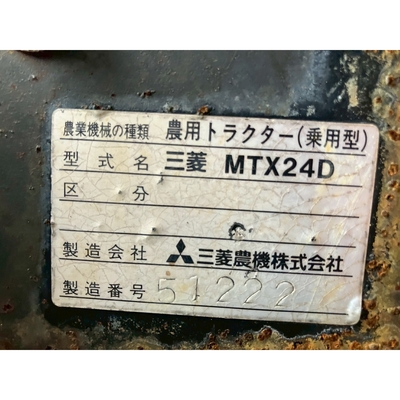 農業機械の種類 農用トラクター(乗用型)
型式名 三菱 MTX24D
区分
製造会社 三菱農機株式会社
製造番号 51222